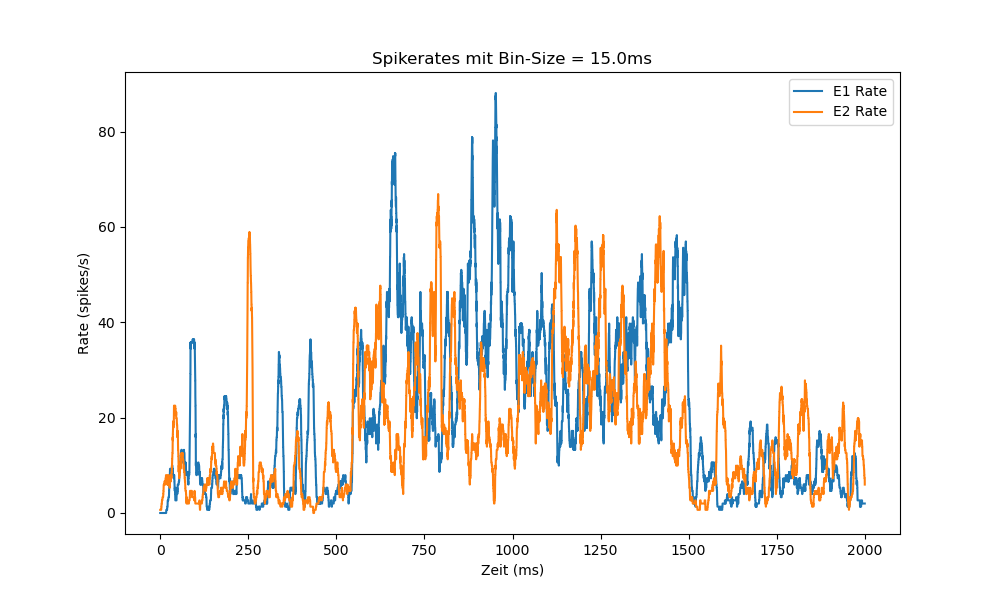 Spikerates mit Bin-Size = 15.0ms
E1 Rate
E2 Rate
80
60
40
20
0
Rate (spikes/s)
0 250 500 750 1000 1250 1500 1750 2000
Zeit (ms)